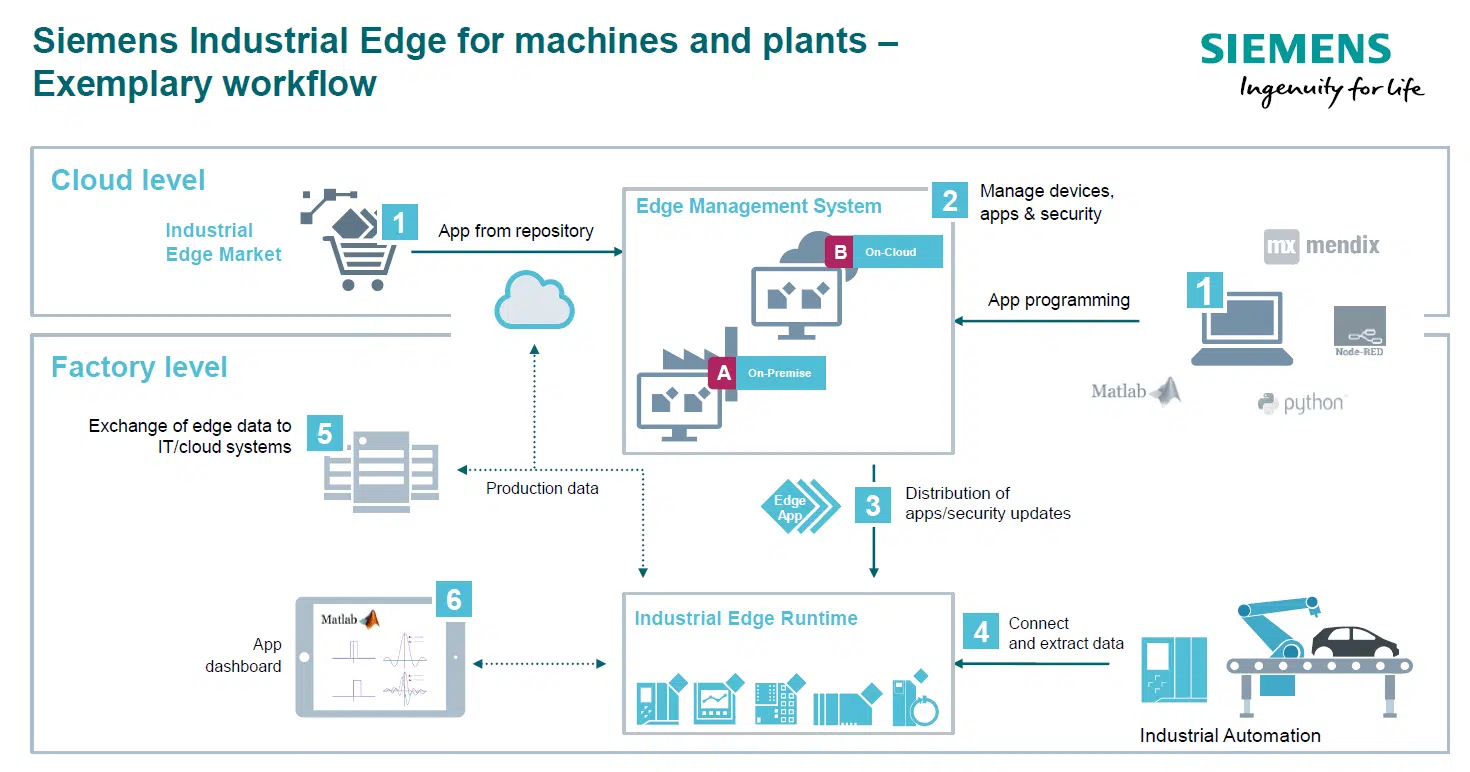 Siemens Industrial Edge for machines and plants –
Exemplary workflow
SIEMENS
Ingenuity for life
Cloud level
Industrial
Edge Market
1
App from repository
Edge Management System
2
Manage devices,
apps & security
B
On-Cloud
A
On-Premise
App programming
1
mx mendix
Node-RED
Matlab
python
Factory level
Exchange of edge data to
IT/cloud systems
5
Production data
Edge
App
3
Distribution of
apps/security updates
App
dashboard
6
Matlab
Industrial Edge Runtime
4
Connect
and extract data
Industrial Automation